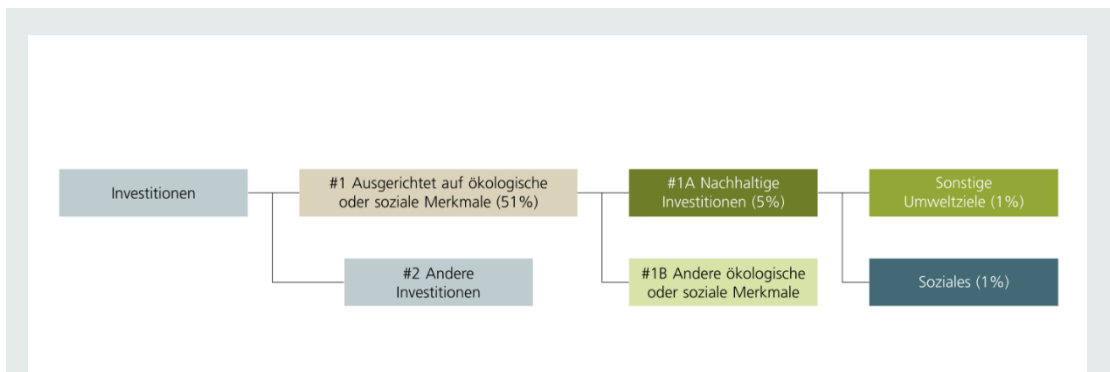 Investitionen
#1 Ausgerichtet auf ökologische
oder soziale Merkmale (51%)
#1A Nachhaltige
Investitionen (5%)
Sonstige
Umweltziele (1%)
#2 Andere
Investitionen
#1B Andere ökologische
oder soziale Merkmale
Soziales (1%)